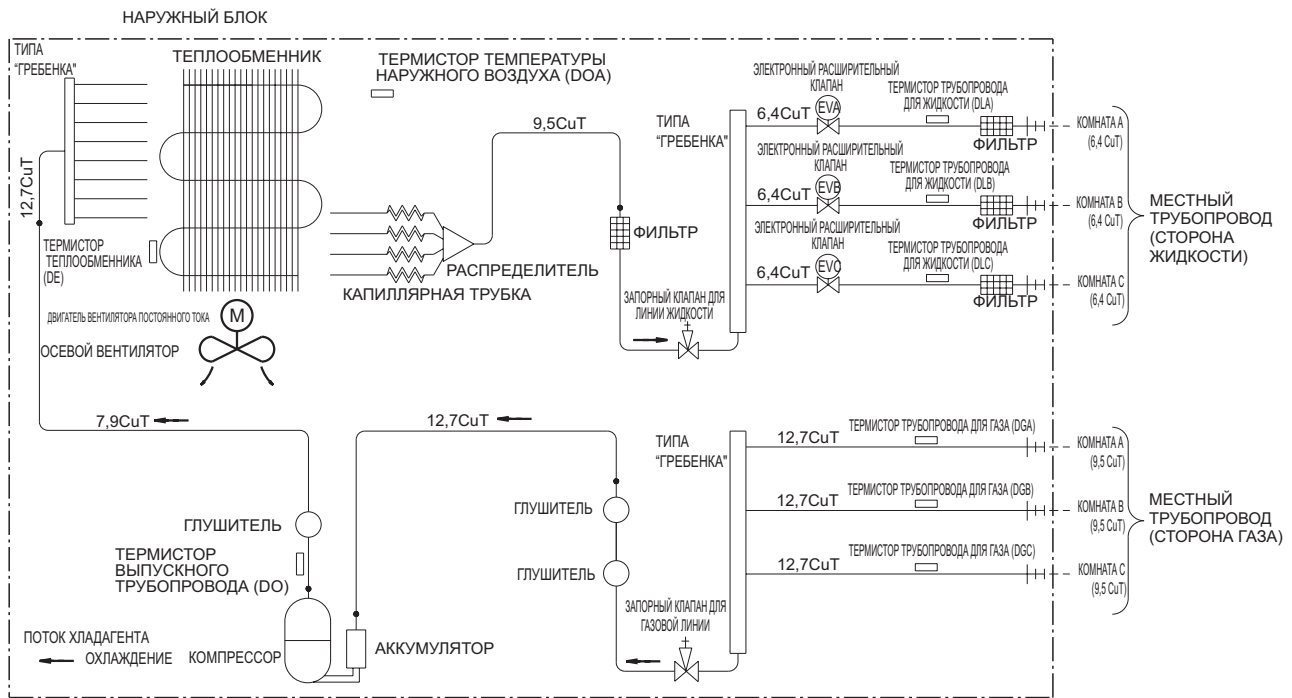 НАРУЖНЫЙ БЛОК
ТИПА
"ГРЕБЕНКА"
ТЕПЛООБМЕННИК
ТЕРМИСТОР ТЕМПЕРАТУРЫ
НАРУЖНОГО ВОЗДУХА (DOA)
12,7CuT
9,5CuT
ТЕРМИСТОР
ТЕПЛООБМЕННИКА
(DE)
КАПИЛЛЯРНАЯ ТРУБКА
РАСПРЕДЕЛИТЕЛЬ
ФИЛЬТР
ДВИГАТЕЛЬ ВЕНТИЛЯТОРА ПОСТОЯННОГО ТОКА
M
ОСЕВОЙ ВЕНТИЛЯТОР
ЗАПОРНЫЙ КЛАПАН ДЛЯ
ЛИНИИ ЖИДКОСТИ
ТИПА
"ГРЕБЕНКА"
ЭЛЕКТРОННЫЙ РАСШИРИТЕЛЬНЫЙ
КЛАПАН
6,4CuT
EVA
ТЕРМИСТОР ТРУБОПРОВОДА
ДЛЯ ЖИДКОСТИ (DLA)
ФИЛЬТР
КОМНАТА A
(6,4 CuT)
ЭЛЕКТРОННЫЙ РАСШИРИТЕЛЬНЫЙ
КЛАПАН
6,4CuT
EVB
ТЕРМИСТОР ТРУБОПРОВОДА
ДЛЯ ЖИДКОСТИ (DLB)
ФИЛЬТР
КОМНАТА B
(6,4 CuT)
ЭЛЕКТРОННЫЙ РАСШИРИТЕЛЬНЫЙ
КЛАПАН
6,4CuT
EVC
ТЕРМИСТОР ТРУБОПРОВОДА
ДЛЯ ЖИДКОСТИ (DLC)
ФИЛЬТР
КОМНАТА C
(6,4 CuT)
МЕСТНЫЙ
ТРУБОПРОВОД
(СТОРОНА
ЖИДКОСТИ)
7,9CuT
12,7CuT
ГЛУШИТЕЛЬ
ТЕРМИСТОР
ВЫПУСКНОГО
ТРУБОПРОВОДА (DO)
КОМПРЕССОР
АККУМУЛЯТОР
ПОТОК ХЛАДАГЕНТА
ОХЛАЖДЕНИЕ
ГЛУШИТЕЛЬ
ГЛУШИТЕЛЬ
ЗАПОРНЫЙ КЛАПАН ДЛЯ
ГАЗОВОЙ ЛИНИИ
ТИПА
"ГРЕБЕНКА"
12,7CuT
ТЕРМИСТОР ТРУБОПРОВОДА ДЛЯ ГАЗА (DGA)
КОМНАТА A
(9,5 CuT)
12,7CuT
ТЕРМИСТОР ТРУБОПРОВОДА ДЛЯ ГАЗА (DGB)
КОМНАТА B
(9,5 CuT)
12,7CuT
ТЕРМИСТОР ТРУБОПРОВОДА ДЛЯ ГАЗА (DGC)
КОМНАТА C
(9,5 CuT)
МЕСТНЫЙ
ТРУБОПРОВОД
(СТОРОНА ГАЗА)